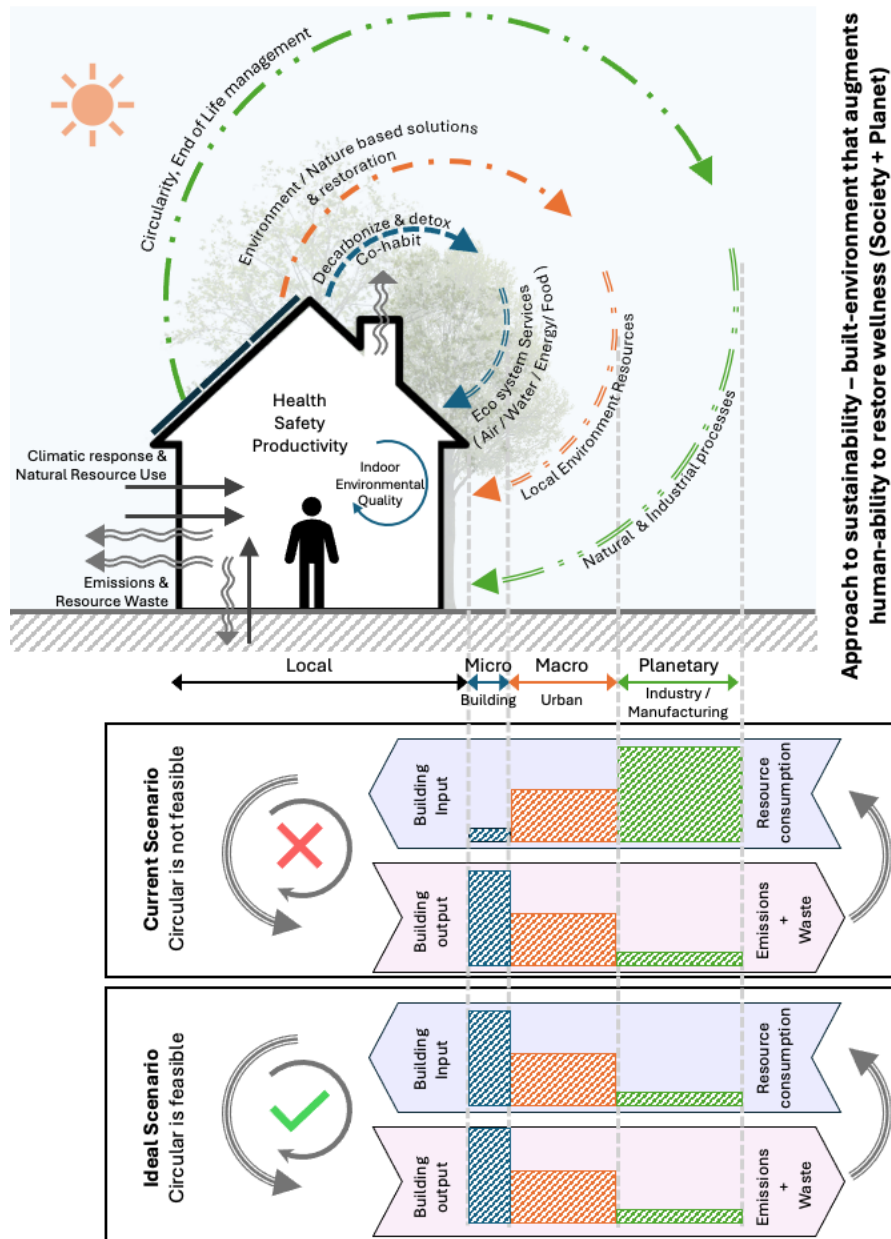 Approach to sustainability – built-environment that augments
human-ability to restore wellness (Society + Planet)
Circularity, End of Life management
Environment / Nature based solutions
& restoration
Decarbonize & detox
Co-habit
Eco system Services
( Air / Water / Energy/ Food )
Local Environment Resources
Natural & Industrial processes
Health
Safety
Productivity
Indoor
Environmental
Quality
Climatic response &
Natural Resource Use
Emissions &
Resource Waste
Local
Micro
Building
Macro
Urban
Planetary
Industry /
Manufacturing
Current Scenario
Circular is not feasible
Building
Input
Resource
consumption
Building
output
Emissions
+
Waste
Ideal Scenario
Circular is feasible
Building
Input
Resource
consumption
Building
output
Emissions
+
Waste